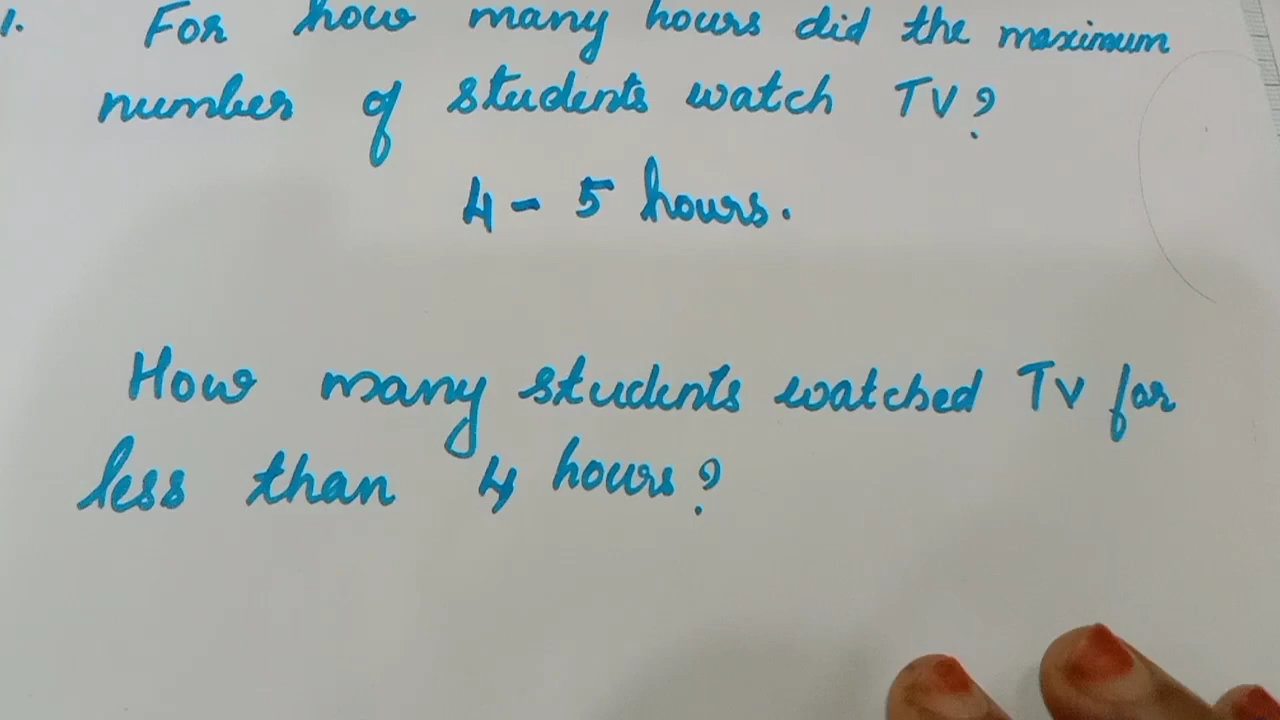 1. For how many hours did the maximum
number of students watch TV?
4 - 5 hours.
How many students watched TV for
less than 4 hours?